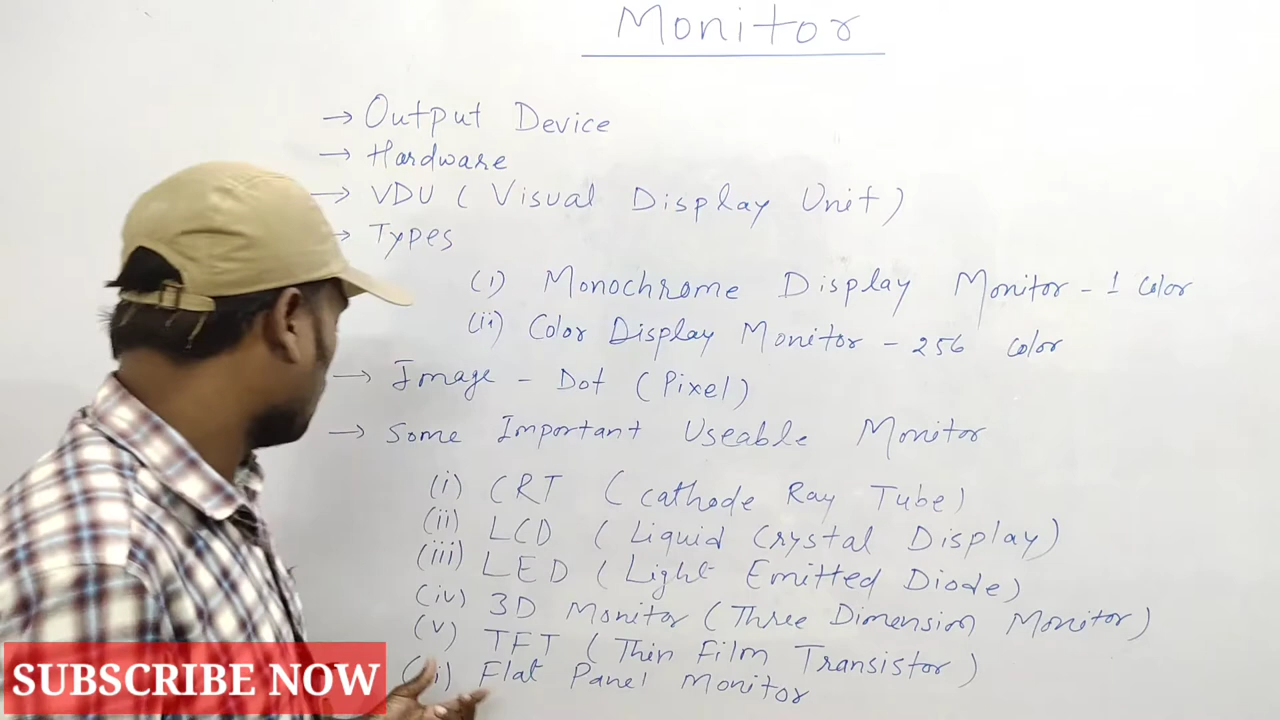 Monitor
→ Output Device
→ Hardware
→ VDU ( Visual Display Unit )
→ Types
(i) Monochrome Display Monitor - 1 Color
(ii) Color Display Monitor - 256 Color
→ Image - Dot ( Pixel )
→ Some Important Useable Monitor
(i) CRT ( Cathode Ray Tube )
(ii) LCD ( Liquid Crystal Display )
(iii) LED ( Light Emitted Diode )
(iv) 3D Monitor ( Three Dimension Monitor )
(v) TFT ( Thin Film Transistor )
Flat Panel Monitor
SUBSCRIBE NOW